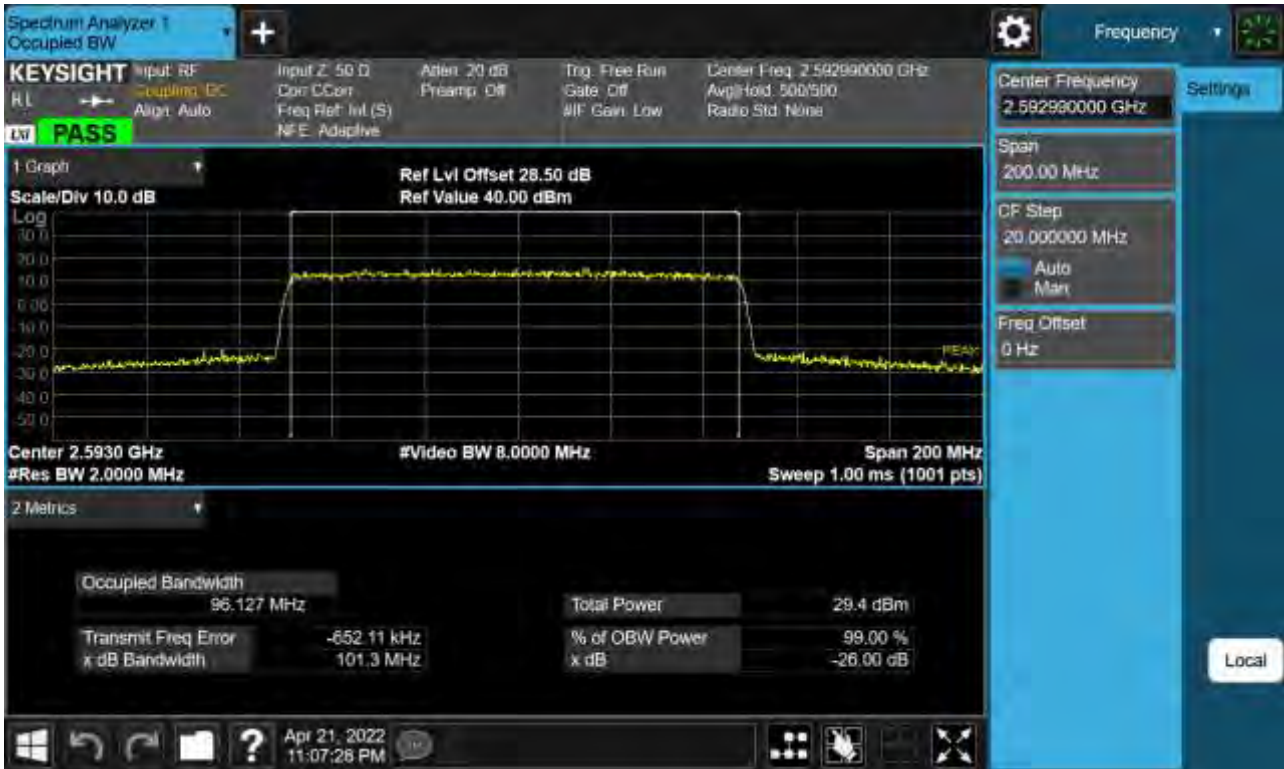 Spectrum Analyzer 1
Occupied BW
+
Frequency
KEYSIGHT
Input: RF
Coupling: DC
Align: Auto
RL
LXI
PASS
Input Z: 50 Ω
Corr CCorr
Freq Ref: Int (S)
NFE: Adaptive
Atten: 20 dB
Preamp: Off
Trig: Free Run
Gate: Off
#IF Gain: Low
Center Freq: 2.592990000 GHz
Avg|Hold: 500/500
Radio Std: None
Center Frequency
2.592990000 GHz
Settings
Span
200.00 MHz
CF Step
20.000000 MHz
Auto
Man
Freq Offset
0 Hz
1 Graph
Scale/Div 10.0 dB
Ref Lvl Offset 28.50 dB
Ref Value 40.00 dBm
Log
30.0
20.0
10.0
0.00
-10.0
-20.0
-30.0
-40.0
-50.0
PEAK
Center 2.5930 GHz
#Video BW 8.0000 MHz
Span 200 MHz
#Res BW 2.0000 MHz
Sweep 1.00 ms (1001 pts)
2 Metrics
Occupied Bandwidth
96.127 MHz
Total Power
29.4 dBm
Transmit Freq Error
-652.11 kHz
% of OBW Power
99.00 %
x dB Bandwidth
101.3 MHz
x dB
-26.00 dB
Local
?
Apr 21, 2022
11:07:28 PM